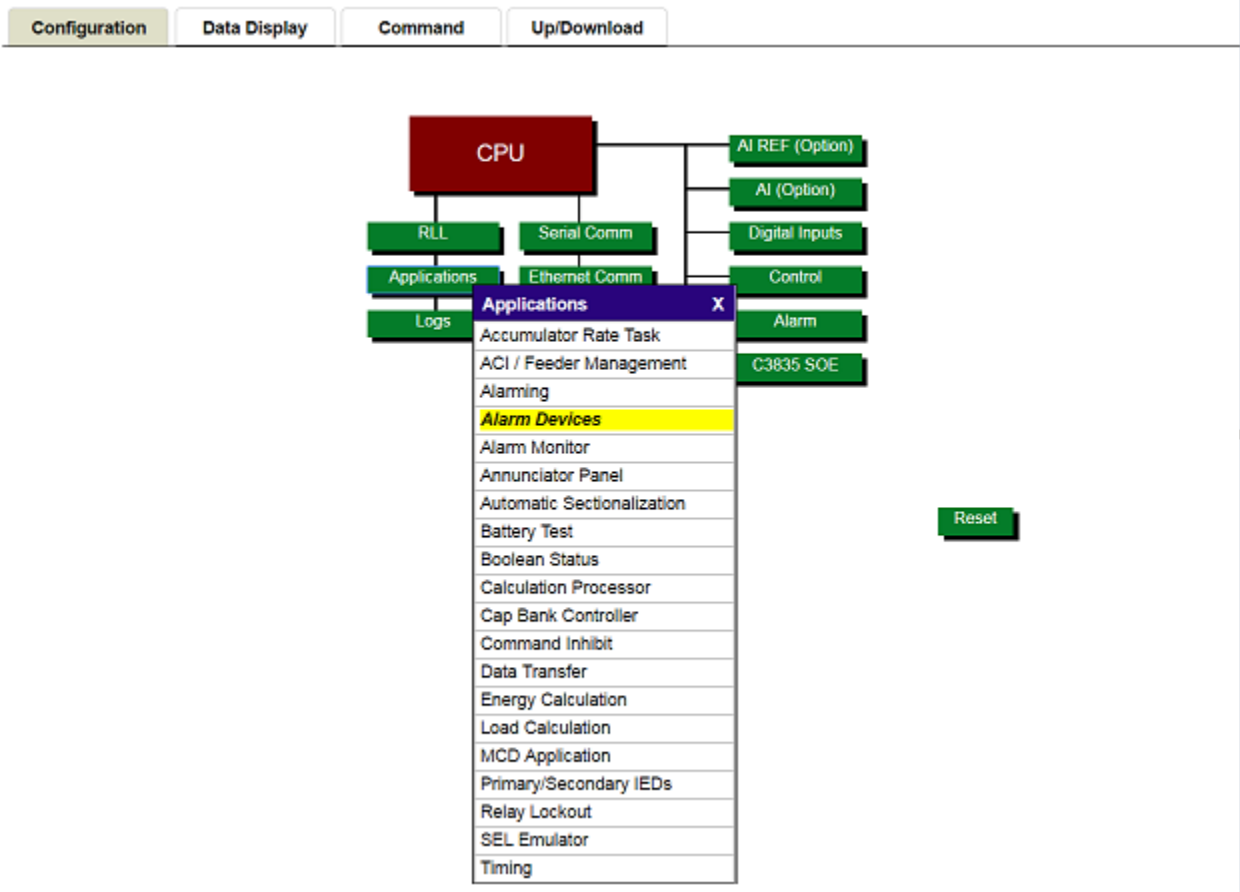 Configuration
Data Display
Command
Up/Download
CPU
AI REF (Option)
AI (Option)
RLL
Serial Comm
Digital Inputs
Applications
Ethernet Comm
Control
Logs
Alarm
C3835 SOE
Applications X
Accumulator Rate Task
ACI / Feeder Management
Alarming
Alarm Devices
Alarm Monitor
Annunciator Panel
Automatic Sectionalization
Battery Test
Boolean Status
Calculation Processor
Cap Bank Controller
Command Inhibit
Data Transfer
Energy Calculation
Load Calculation
MCD Application
Primary/Secondary IEDs
Relay Lockout
SEL Emulator
Timing
Reset